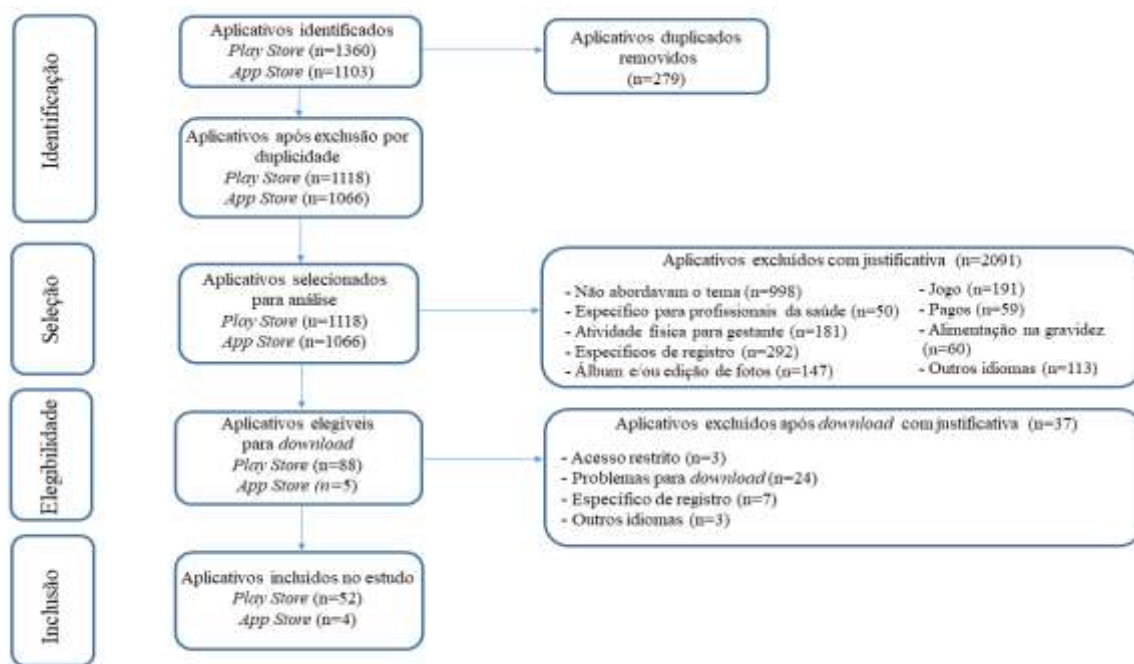 Identificação
Aplicativos identificados
Play Store (n=1360)
App Store (n=1103)
Aplicativos duplicados
removidos
(n=279)
Aplicativos após exclusão por
duplicidade
Play Store (n=1118)
App Store (n=1066)
Seleção
Aplicativos selecionados
para análise
Play Store (n=1118)
App Store (n=1066)
Aplicativos excluídos com justificativa (n=2091)
- Não abordavam o tema (n=998)
- Específico para profissionais da saúde (n=50)
- Atividade física para gestante (n=181)
- Específicos de registro (n=292)
- Álbum e/ou edição de fotos (n=147)
- Jogo (n=191)
- Pagos (n=59)
- Alimentação na gravidez
(n=60)
- Outros idiomas (n=113)
Elegibilidade
Aplicativos elegíveis
para download
Play Store (n=88)
App Store (n=5)
Aplicativos excluídos após download com justificativa (n=37)
- Acesso restrito (n=3)
- Problemas para download (n=24)
- Específico de registro (n=7)
- Outros idiomas (n=3)
Inclusão
Aplicativos incluídos no estudo
Play Store (n=52)
App Store (n=4)